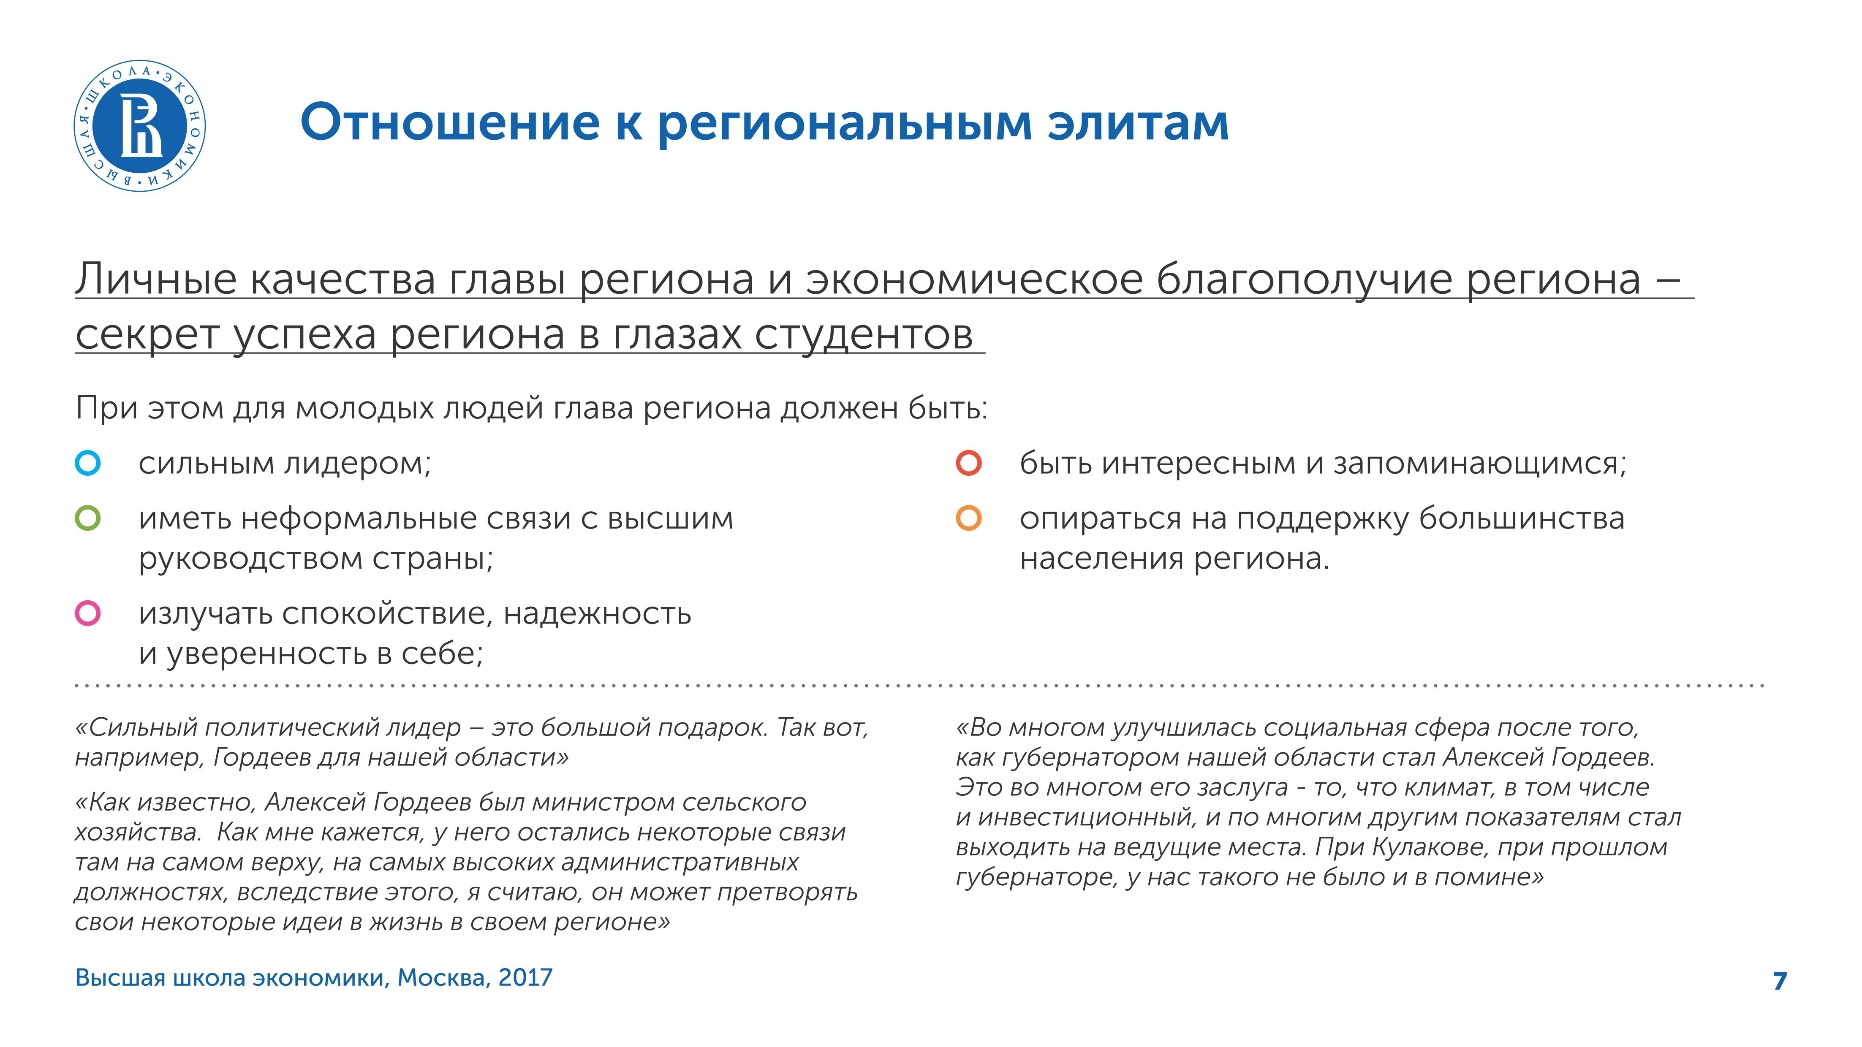 ВЫСШАЯ · ШКОЛА · ЭКОНОМИКИ ·
Отношение к региональным элитам
Личные качества главы региона и экономическое благополучие региона –
секрет успеха региона в глазах студентов
При этом для молодых людей глава региона должен быть:
сильным лидером;
иметь неформальные связи с высшим
руководством страны;
излучать спокойствие, надежность
и уверенность в себе;
быть интересным и запоминающимся;
опираться на поддержку большинства
населения региона.
«Сильный политический лидер – это большой подарок. Так вот,
например, Гордеев для нашей области»
«Как известно, Алексей Гордеев был министром сельского
хозяйства.  Как мне кажется, у него остались некоторые связи
там на самом верху, на самых высоких административных
должностях, вследствие этого, я считаю, он может претворять
свои некоторые идеи в жизнь в своем регионе»
«Во многом улучшилась социальная сфера после того,
как губернатором нашей области стал Алексей Гордеев.
Это во многом его заслуга - то, что климат, в том числе
и инвестиционный, и по многим другим показателям стал
выходить на ведущие места. При Кулакове, при прошлом
губернаторе, у нас такого не было и в помине»
Высшая школа экономики, Москва, 2017
7